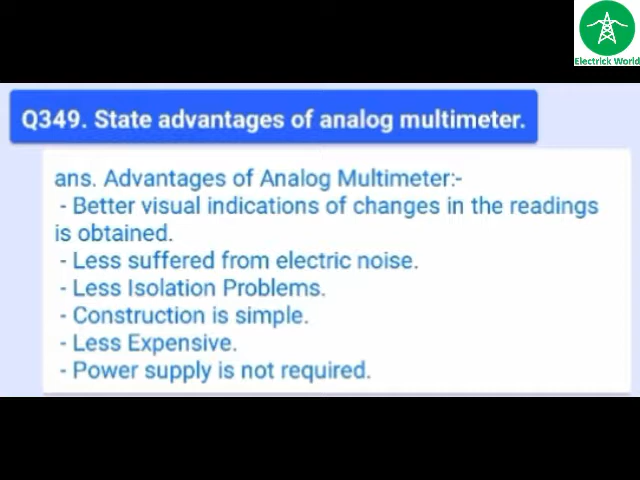 Electrick World
Q349. State advantages of analog multimeter.
ans. Advantages of Analog Multimeter:-
- Better visual indications of changes in the readings
is obtained.
- Less suffered from electric noise.
- Less Isolation Problems.
- Construction is simple.
- Less Expensive.
- Power supply is not required.